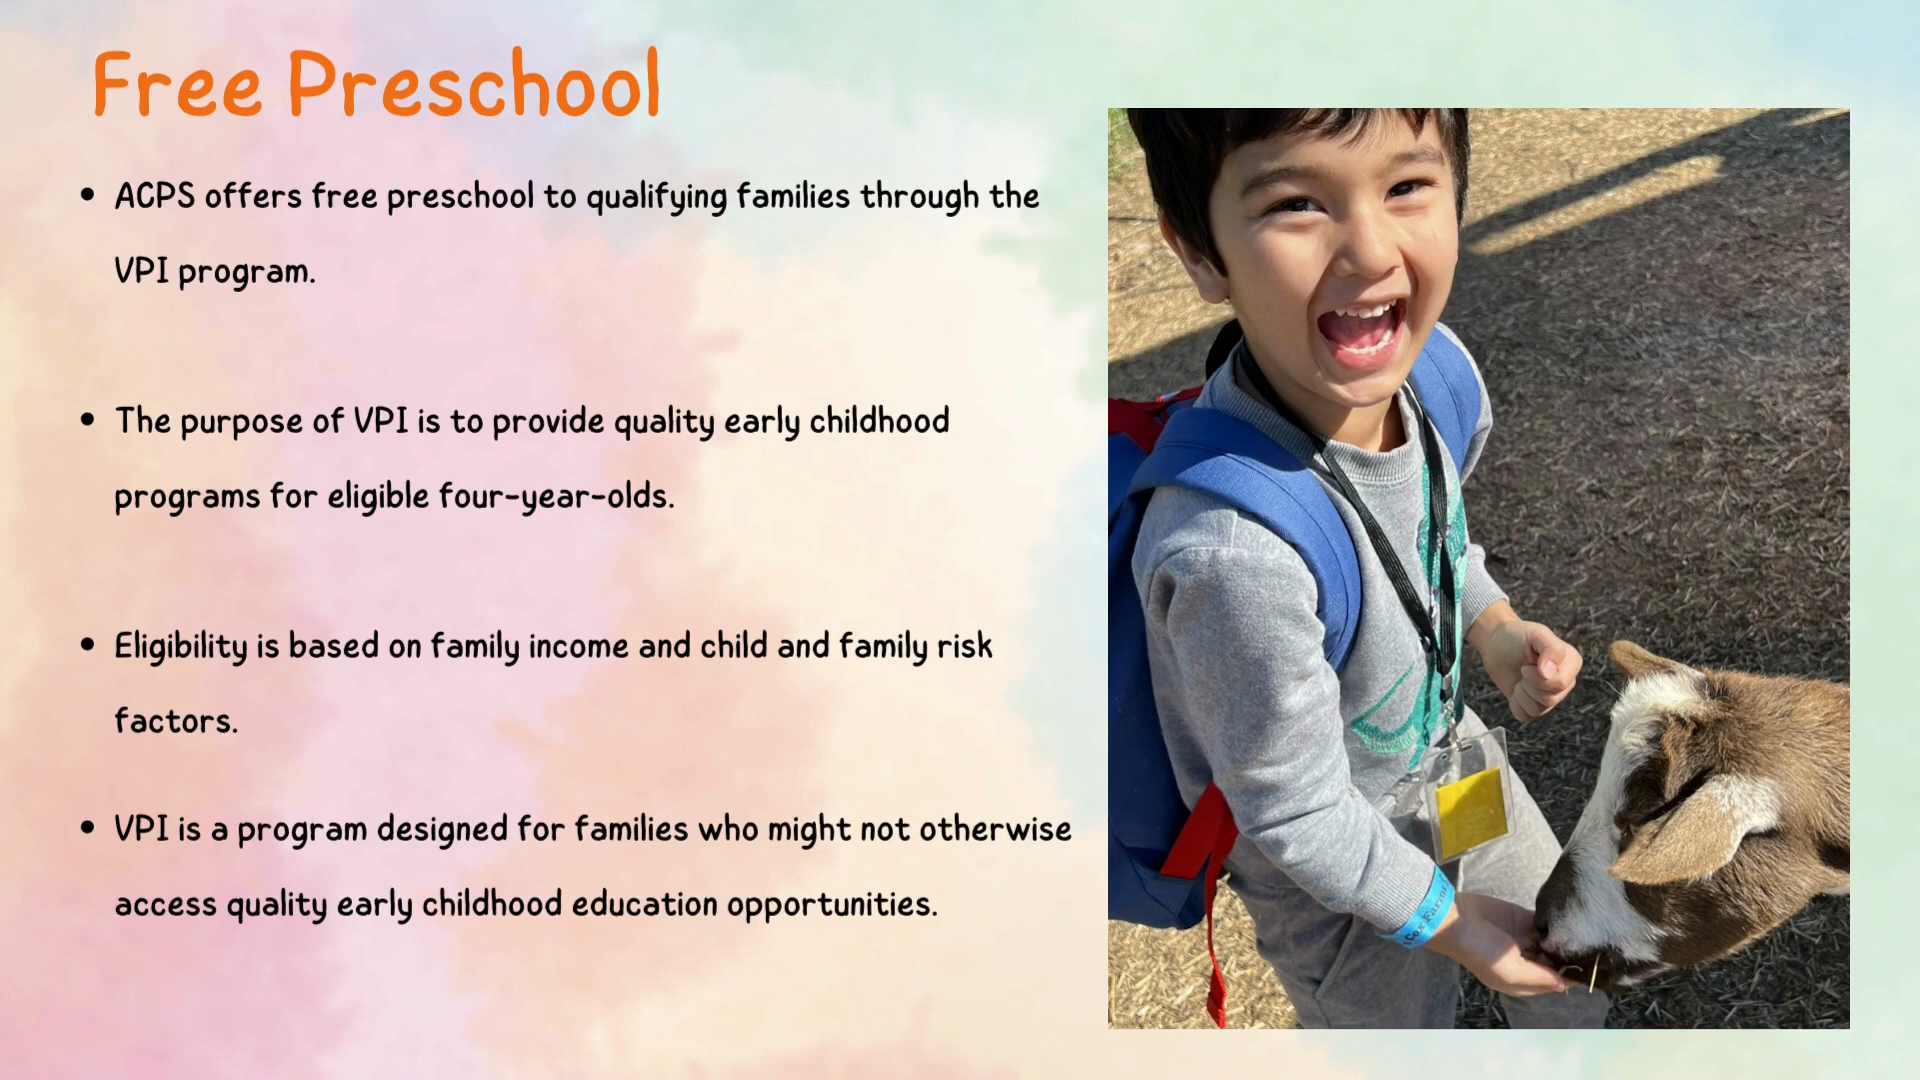 Free Preschool
• ACPS offers free preschool to qualifying families through the
VPI program.
• The purpose of VPI is to provide quality early childhood
programs for eligible four-year-olds.
• Eligibility is based on family income and child and family risk
factors.
• VPI is a program designed for families who might not otherwise
access quality early childhood education opportunities.
Cox Farms